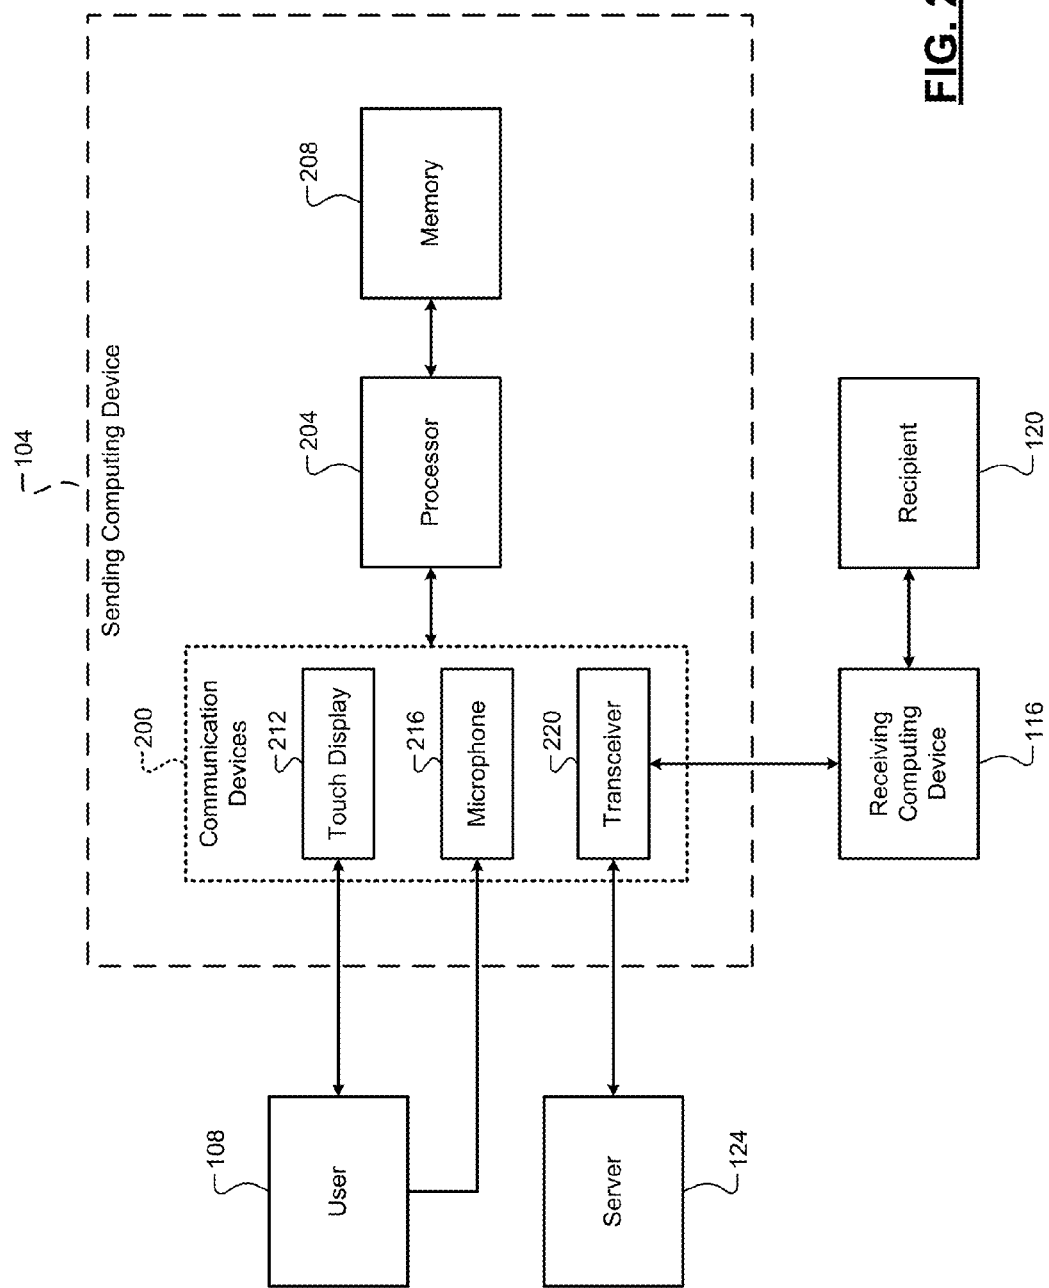 104
Sending Computing Device
200
Communication
Devices
108
212
204
208
User
Touch Display
216
Processor
Memory
Microphone
220
Server
Transceiver
124
Receiving
Computing
Device
Recipient
116
120
FIG. 2